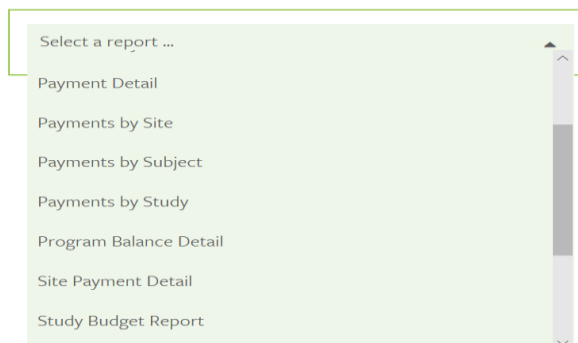 Select a report ...
Payment Detail
Payments by Site
Payments by Subject
Payments by Study
Program Balance Detail
Site Payment Detail
Study Budget Report